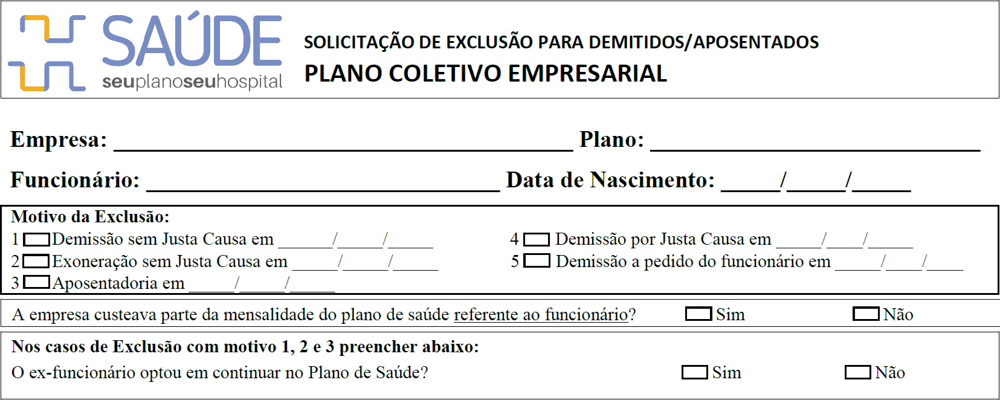 SAÚDE
seuplanoseuhospital
SOLICITAÇÃO DE EXCLUSÃO PARA DEMITIDOS/APOSENTADOS
PLANO COLETIVO EMPRESARIAL
Empresa: ______________________________________ Plano: ___________________________
Funcionário: ______________________________ Data de Nascimento: _____/_____/_____
Motivo da Exclusão:
1 Demissão sem Justa Causa em ______/_____/_____ 4 Demissão por Justa Causa em _____/____/_____
2 Exoneração sem Justa Causa em _____/_____/_____ 5 Demissão a pedido do funcionário em _____/____/____
3 Aposentadoria em _____/_____/_____
A empresa custeava parte da mensalidade do plano de saúde referente ao funcionário? Sim Não
Nos casos de Exclusão com motivo 1, 2 e 3 preencher abaixo:
O ex-funcionário optou em continuar no Plano de Saúde? Sim Não